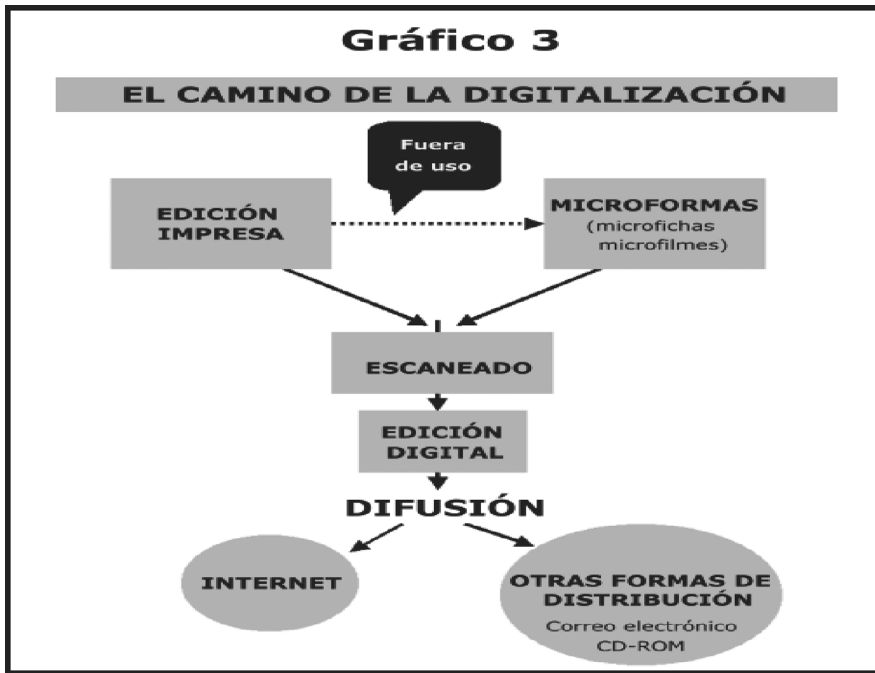 Gráfico 3
EL CAMINO DE LA DIGITALIZACIÓN
Fuera
de uso
EDICIÓN
IMPRESA
MICROFORMAS
(microfichas
microfilmes)
ESCANEADO
EDICIÓN
DIGITAL
DIFUSIÓN
INTERNET
OTRAS FORMAS DE
DISTRIBUCIÓN
Correo electrónico
CD-ROM